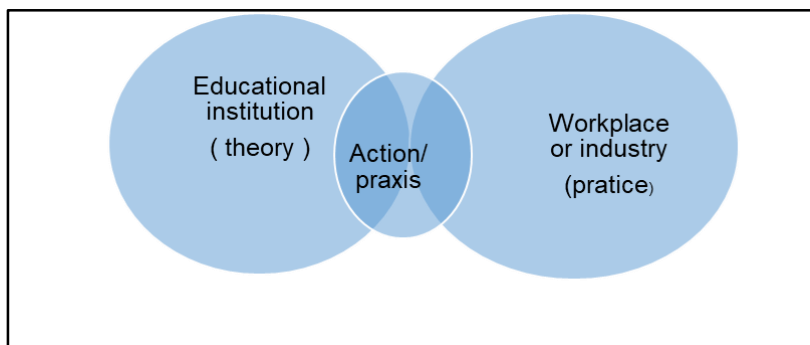 Educational
institution
( theory )
Action/
praxis
Workplace
or industry
(pratice)